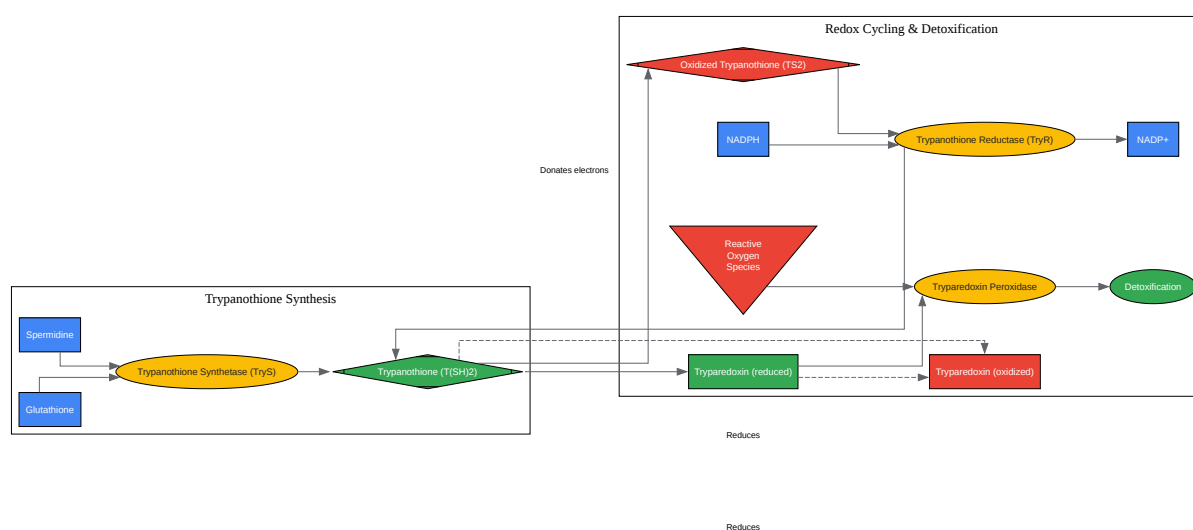 Redox Cycling & Detoxification
Oxidized Trypanothione (TS2)
NADPH
Trypanothione Reductase (TryR)
NADP+
Donates electrons
Reactive
Oxygen
Species
Tryparedoxin Peroxidase
Detoxification
Trypanothione Synthesis
Spermidine
Trypanothione Synthetase (TryS)
Trypanothione (T(SH)2)
Tryparedoxin (reduced)
Tryparedoxin (oxidized)
Glutathione
Reduces
Reduces